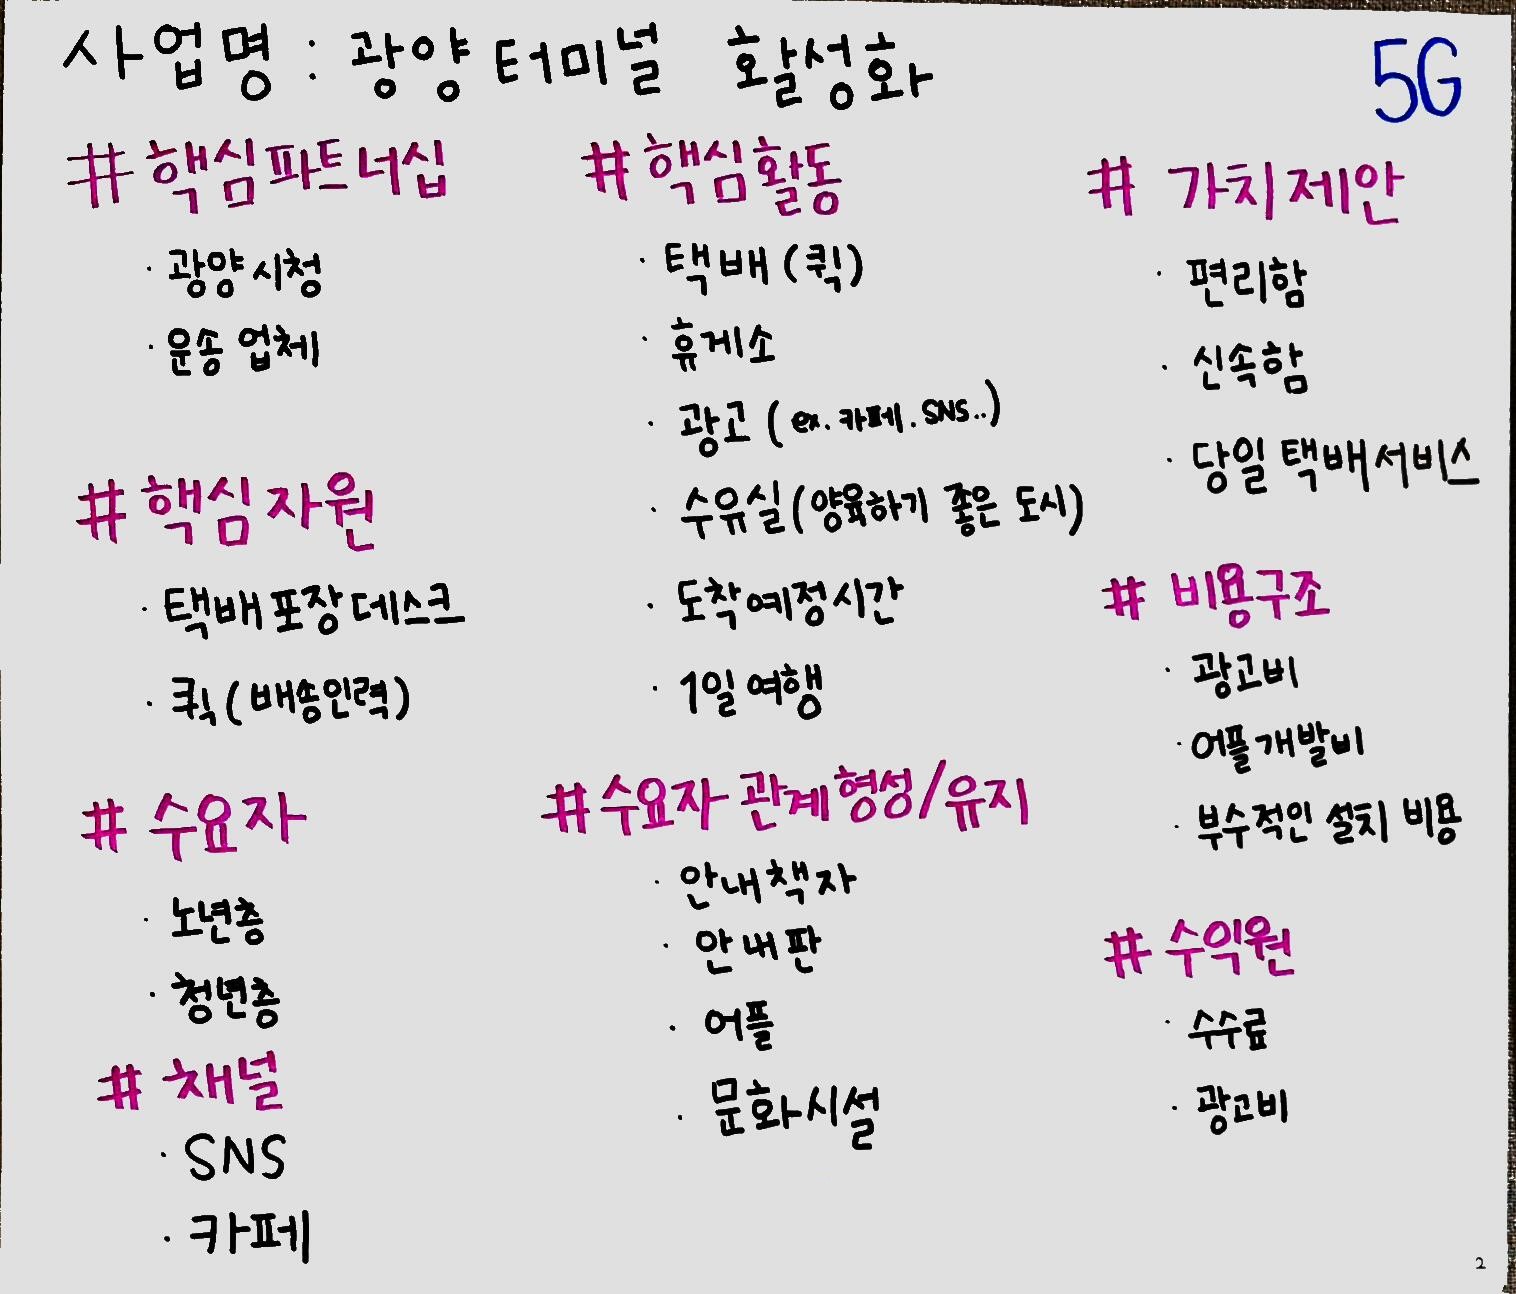 사업명 : 광양 터미널 활성화
5G
# 핵심파트너십
· 광양시청
· 운송 업체
# 핵심 자원
· 택배 포장 데스크
· 퀵 (배송인력)
# 수요자
· 노년층
· 청년층
# 채널
· SNS
· 카페
# 핵심활동
· 택배 (퀵)
· 휴게소
· 광고 (ex. 카페. SNS..)
· 수유실 (양육하기 좋은 도시)
· 도착예정시간
· 1일 여행
# 수요자 관계 형성/유지
· 안내책자
· 안내판
· 어플
· 문화시설
# 가치 제안
· 편리함
· 신속함
· 당일 택배서비스
# 비용구조
· 광고비
· 어플 개발비
· 부수적인 설치 비용
# 수익원
· 수수료
· 광고비
2